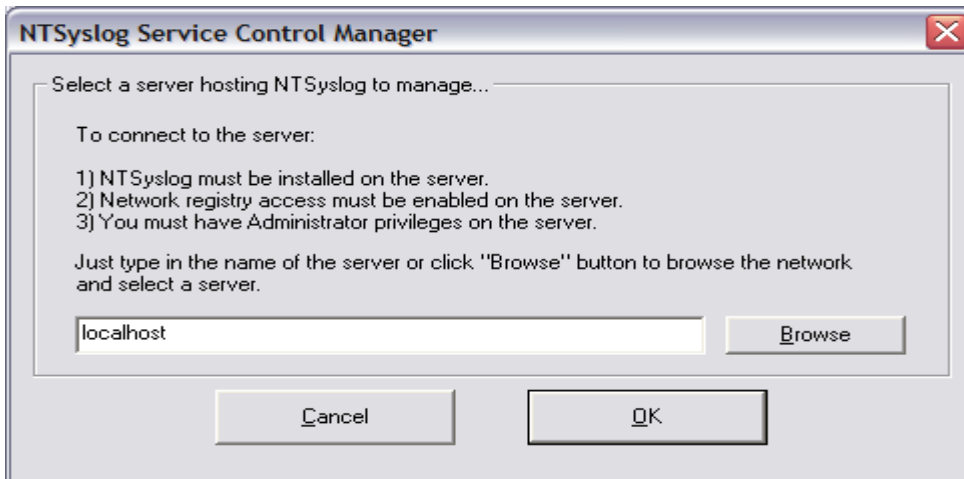 NTSyslog Service Control Manager
Select a server hosting NTSyslog to manage...
To connect to the server:
1) NTSyslog must be installed on the server.
2) Network registry access must be enabled on the server.
3) You must have Administrator privileges on the server.
Just type in the name of the server or click "Browse" button to browse the network
and select a server.
localhost
Browse
Cancel
OK